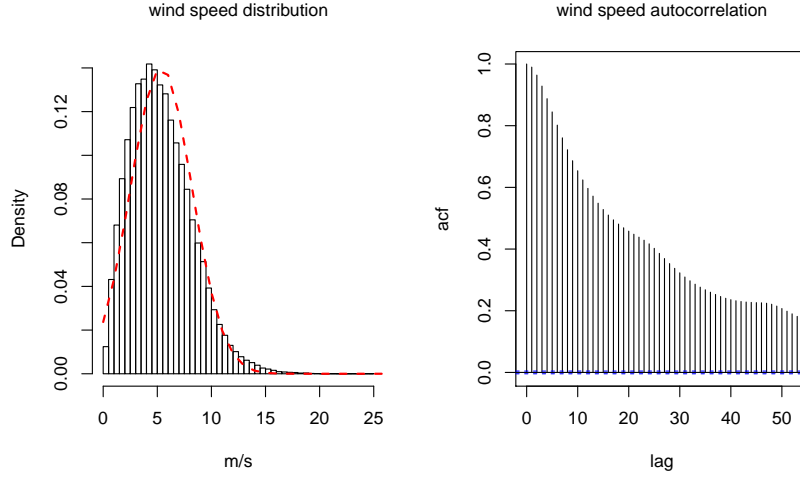 wind speed distribution
Density
0.00 0.04 0.08 0.12
0 5 10 15 20 25
m/s
wind speed autocorrelation
acf
0.0 0.2 0.4 0.6 0.8 1.0
0 10 20 30 40 50
lag